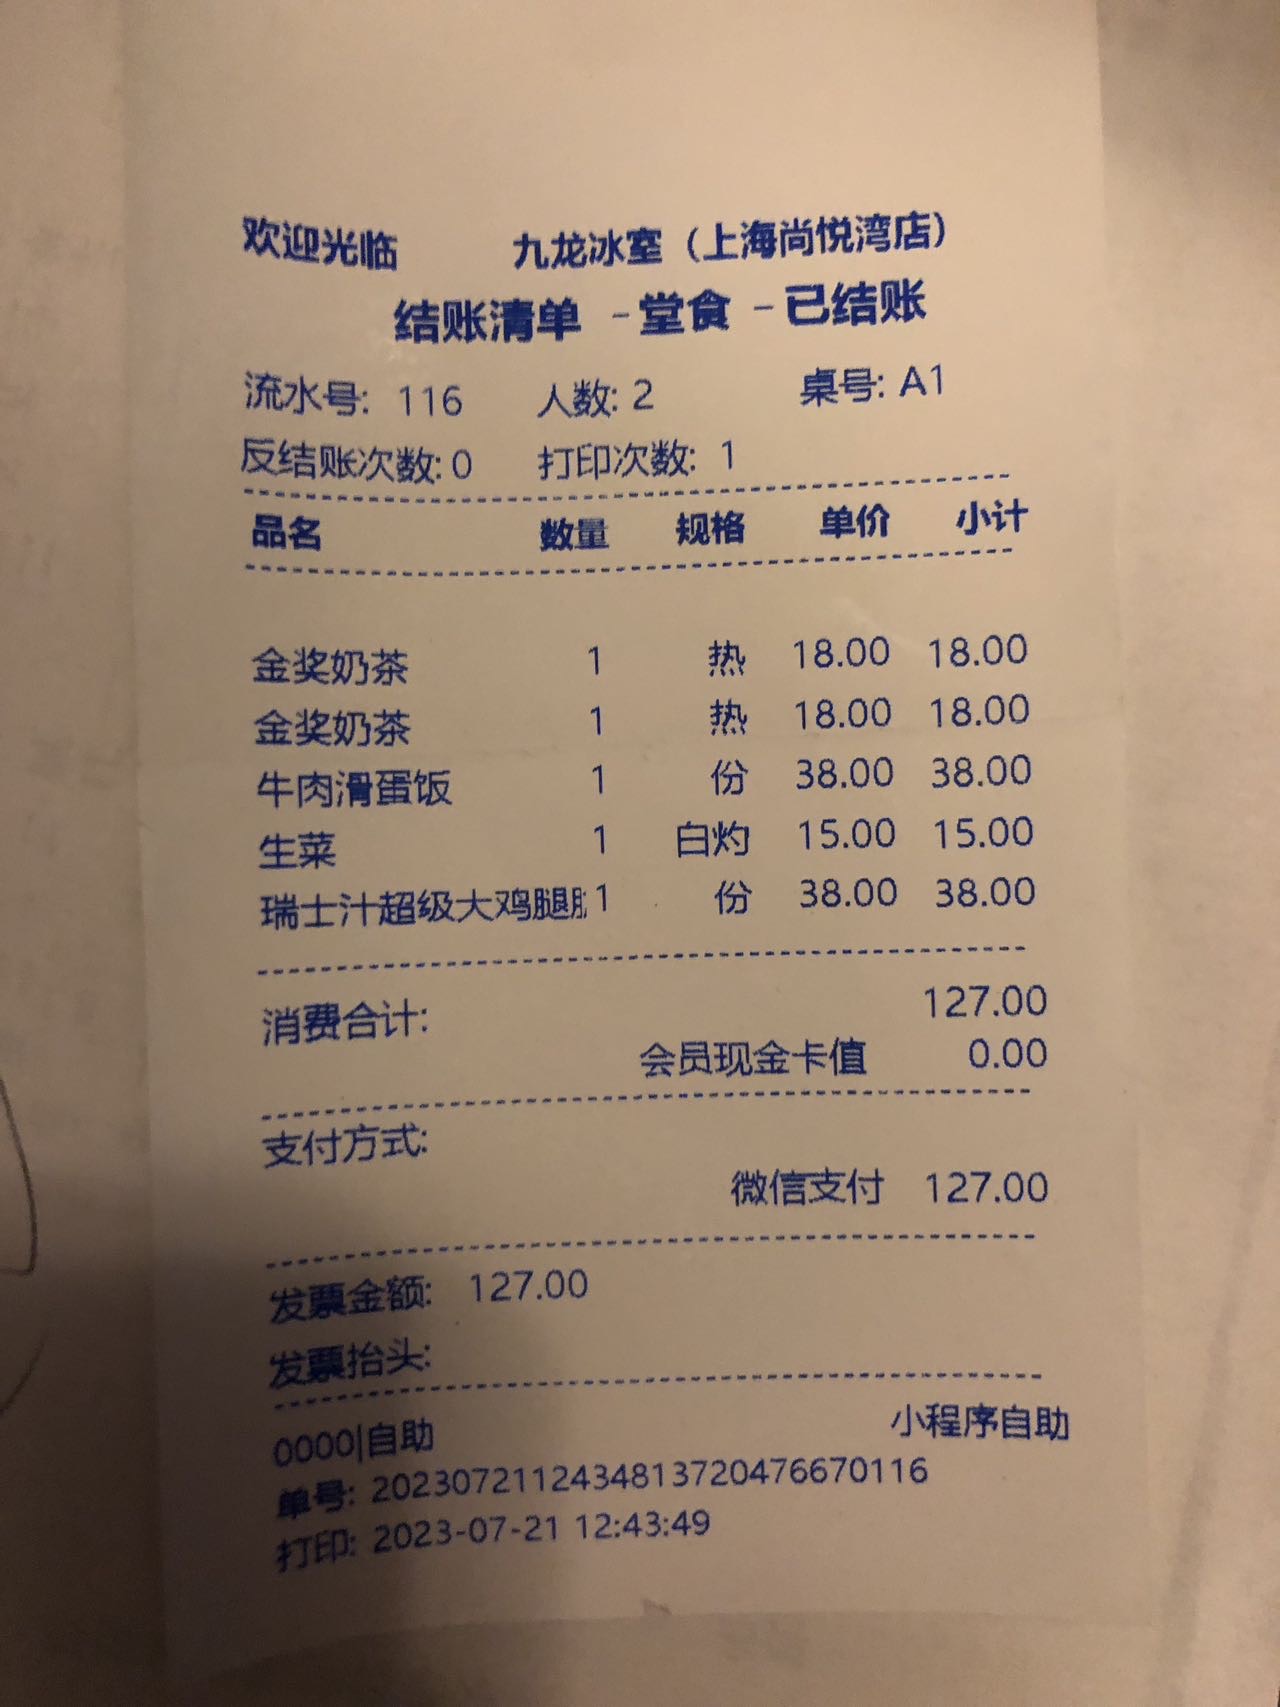 欢迎光临 九龙冰室（上海尚悦湾店）
结账清单 -堂食 -已结账
流水号: 116 人数: 2 桌号: A1
反结账次数: 0 打印次数: 1
品名 数量 规格 单价 小计
金奖奶茶 1 热 18.00 18.00
金奖奶茶 1 热 18.00 18.00
牛肉滑蛋饭 1 份 38.00 38.00
生菜 1 白灼 15.00 15.00
瑞士汁超级大鸡腿 1 份 38.00 38.00
消费合计: 127.00
会员现金卡值 0.00
支付方式:
微信支付 127.00
发票金额: 127.00
发票抬头:
0000|自助 小程序自助
单号: 20230721124348137204766​70116
打印: 2023-07-21 12:43:49